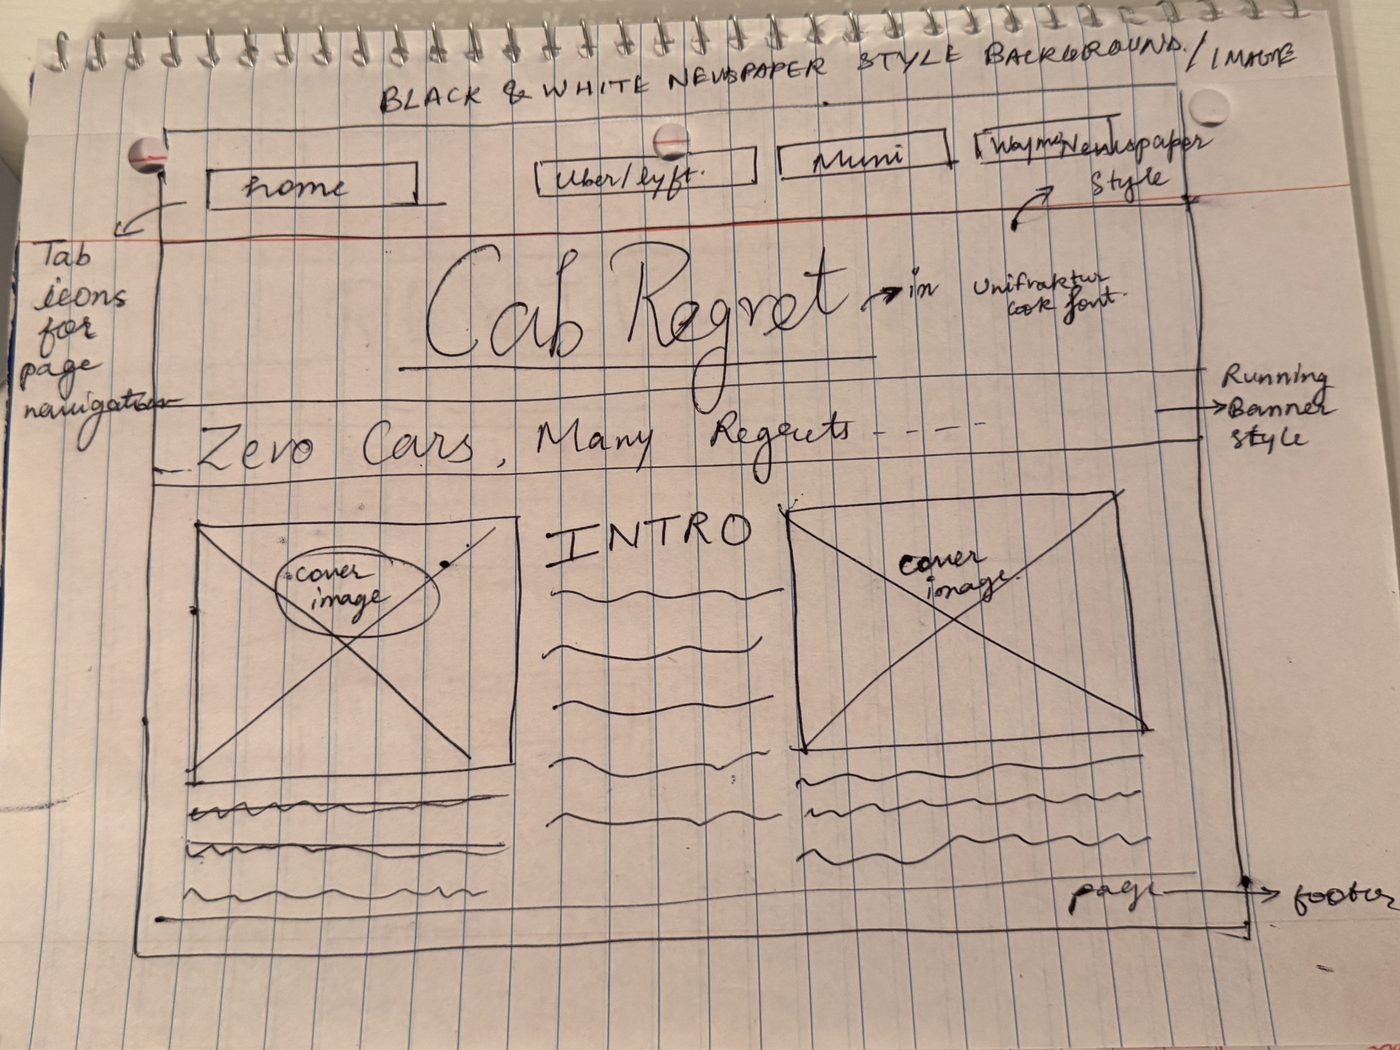 BLACK & WHITE NEWSPAPER STYLE BACKGROUND / IMAGE
home
Uber/lyft.
Muni
Waymo
Newspaper
Style
Tab
icons
for
page
navigation
Cab Regret
in
Unifraktur
cook font.
Zero Cars, Many Regrets - - - -
Running
Banner
Style
cover
image
INTRO
cover
image.
page
footer